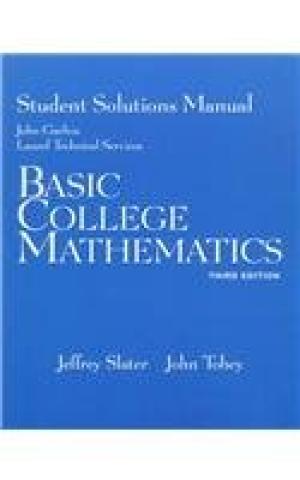 Student Solutions Manual
John Garlow
Laurel Technical Services
BASIC
COLLEGE
MATHEMATICS
THIRD EDITION
Jeffrey Slater John Tobey